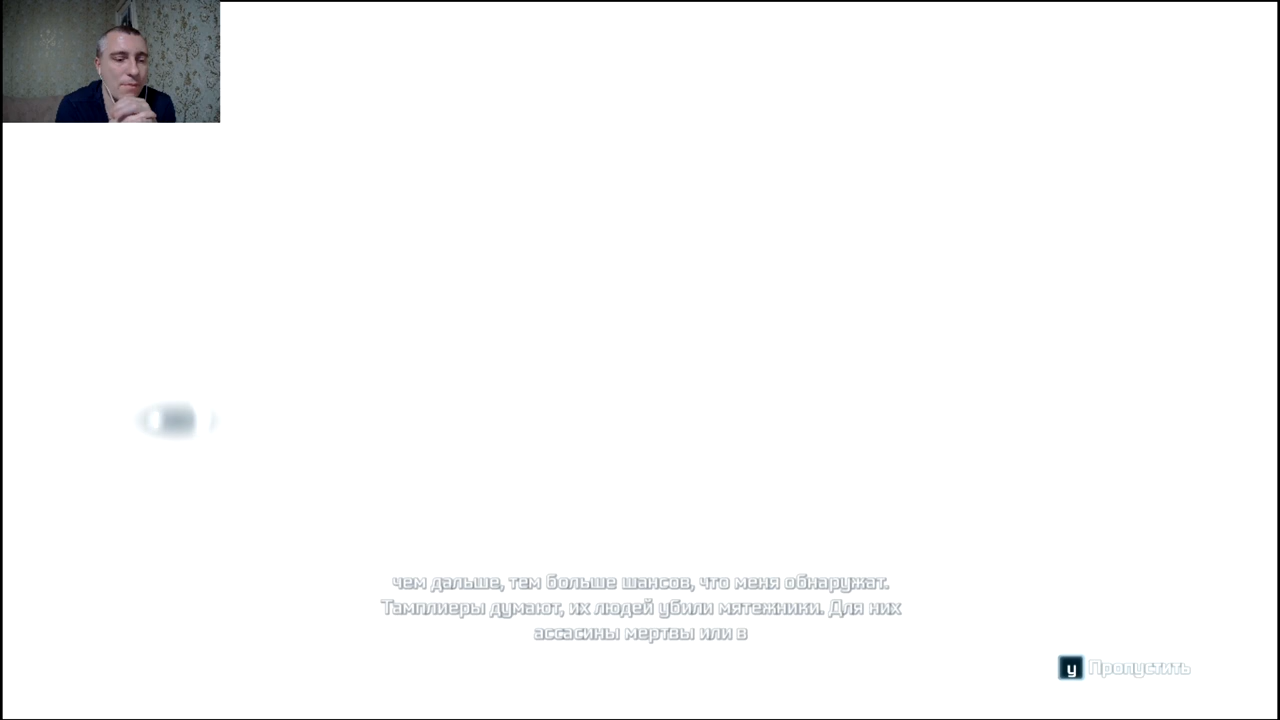 чем дальше, тем больше шансов, что меня обнаружат.
Тамплиеры думают, их людей убили мятежники. Для них
ассасины мертвы или в
у Пропустить